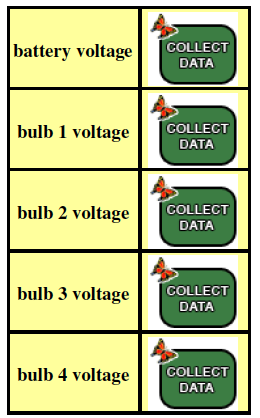 battery voltage
COLLECT
DATA
bulb 1 voltage
COLLECT
DATA
bulb 2 voltage
COLLECT
DATA
bulb 3 voltage
COLLECT
DATA
bulb 4 voltage
COLLECT
DATA